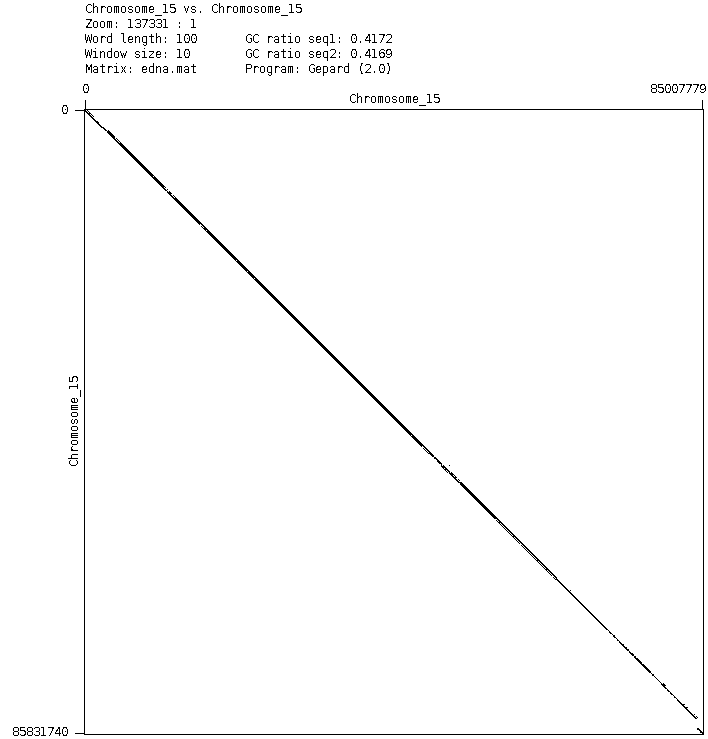 Chromosome_15 vs. Chromosome_15
Zoom: 137331 : 1
Word length: 100 GC ratio seq1: 0.4172
Window size: 10 GC ratio seq2: 0.4169
Matrix: edna.mat Program: Gepard (2.0)
0 85007779
Chromosome_15
0
Chromosome_15
85831740